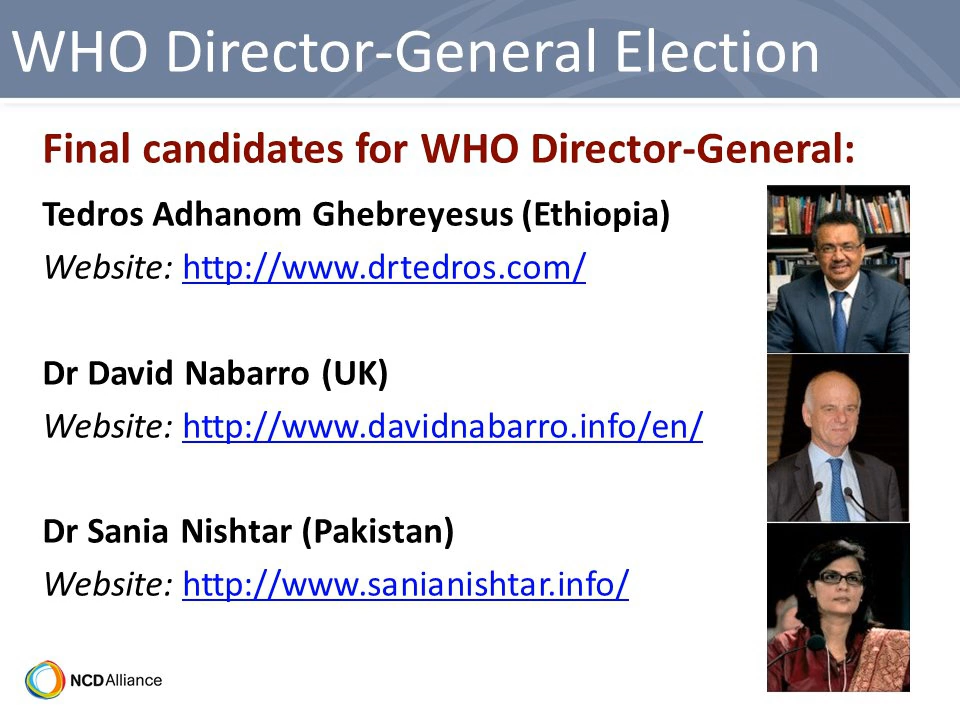 WHO Director-General Election
Final candidates for WHO Director-General:
Tedros Adhanom Ghebreyesus (Ethiopia)
Website: http://www.drtedros.com/
Dr David Nabarro (UK)
Website: http://www.davidnabarro.info/en/
Dr Sania Nishtar (Pakistan)
Website: http://www.sanianishtar.info/
NCD Alliance